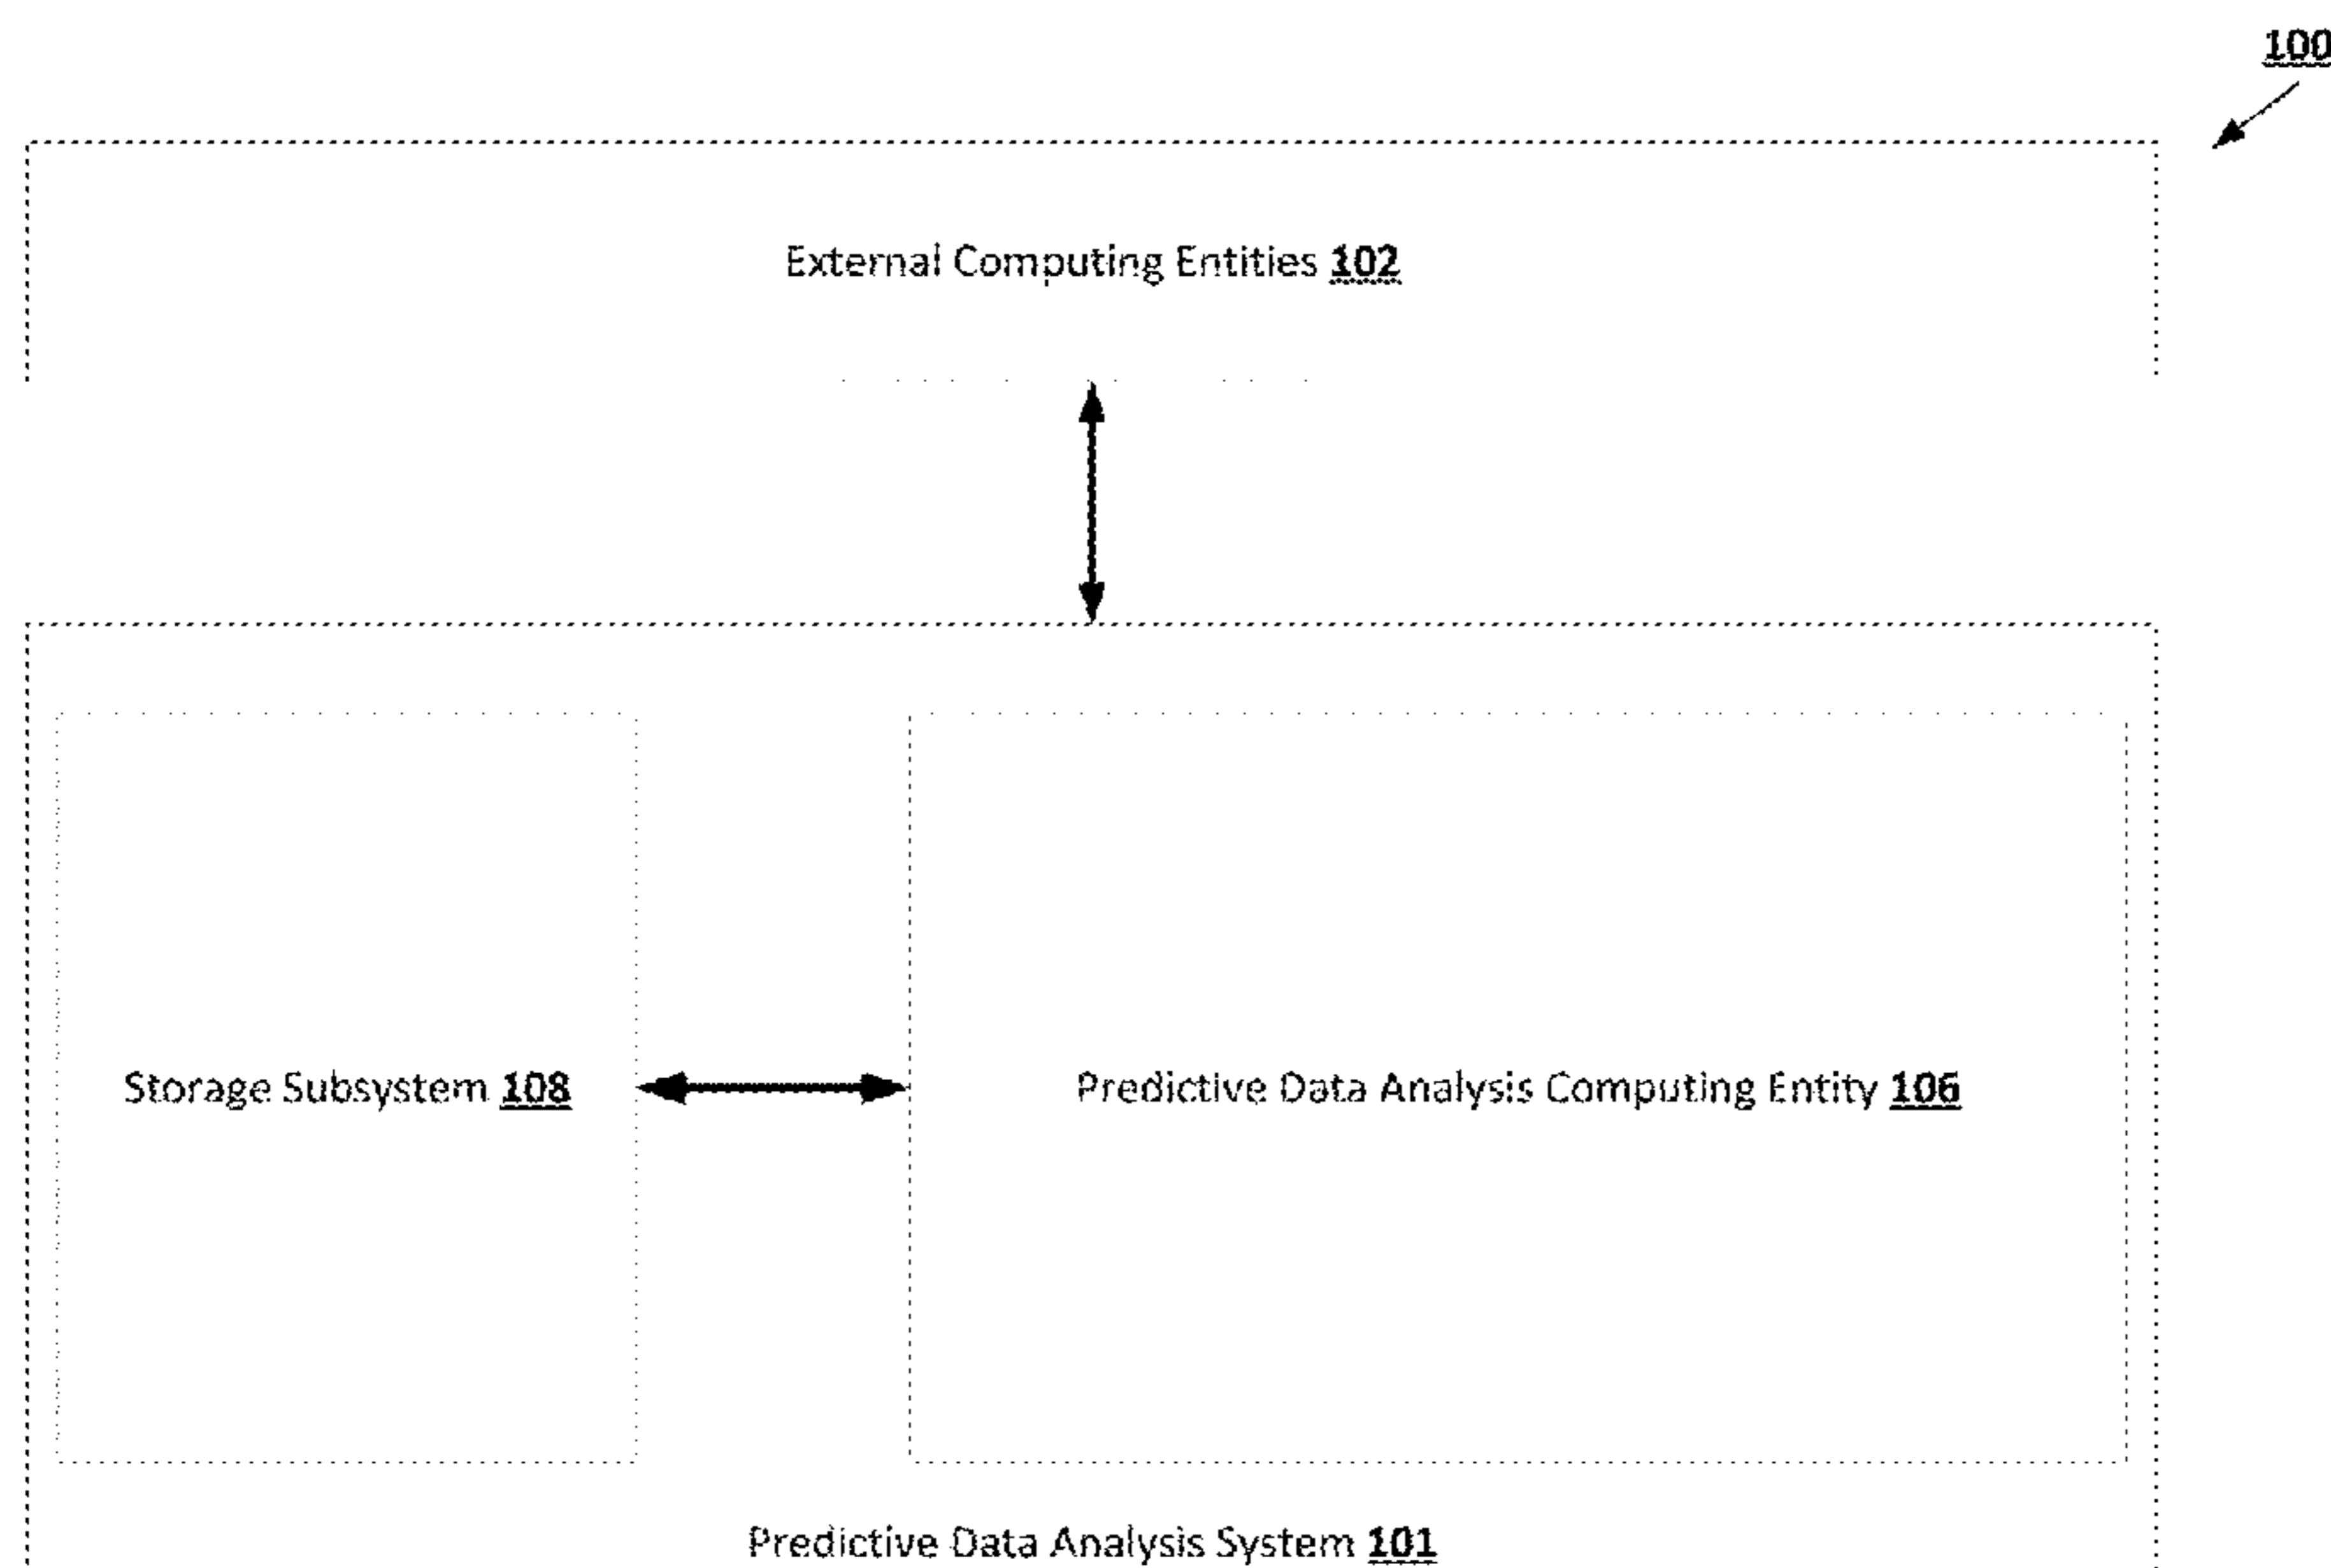 100
External Computing Entities 102
Storage Subsystem 108
Predictive Data Analysis Computing Entity 106
Predictive Data Analysis System 101